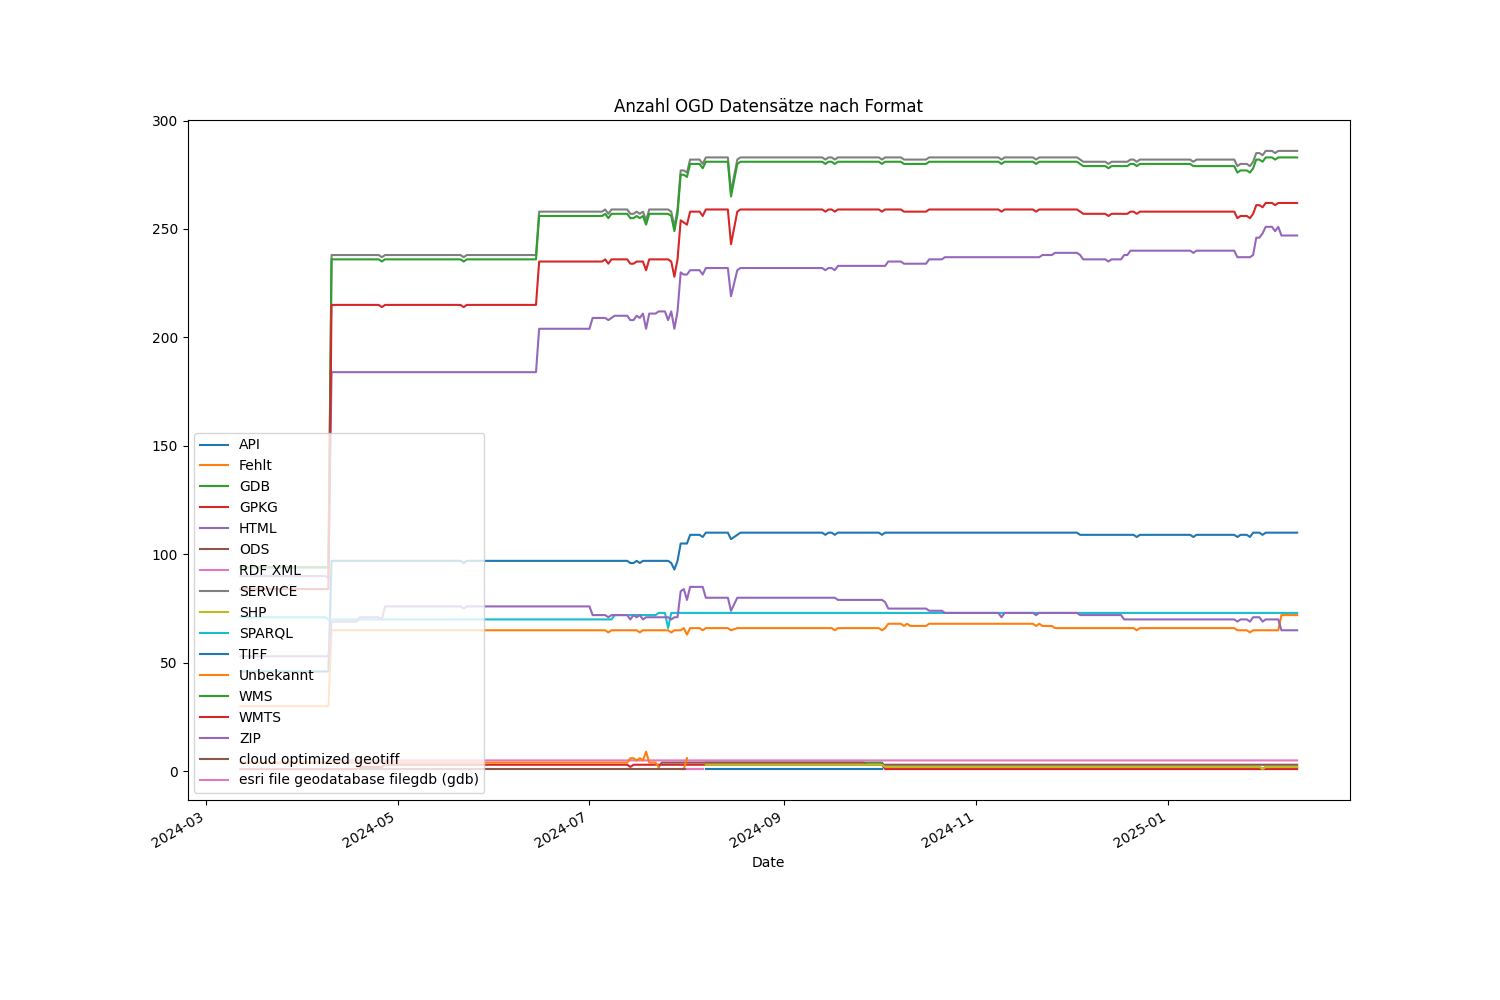 Anzahl OGD Datensätze nach Format
300
250
200
150
100
50
0
API
Fehlt
GDB
GPKG
HTML
ODS
RDF XML
SERVICE
SHP
SPARQL
TIFF
Unbekannt
WMS
WMTS
ZIP
cloud optimized geotiff
esri file geodatabase filegdb (gdb)
2024-03
2024-05
2024-07
2024-09
2024-11
2025-01
Date